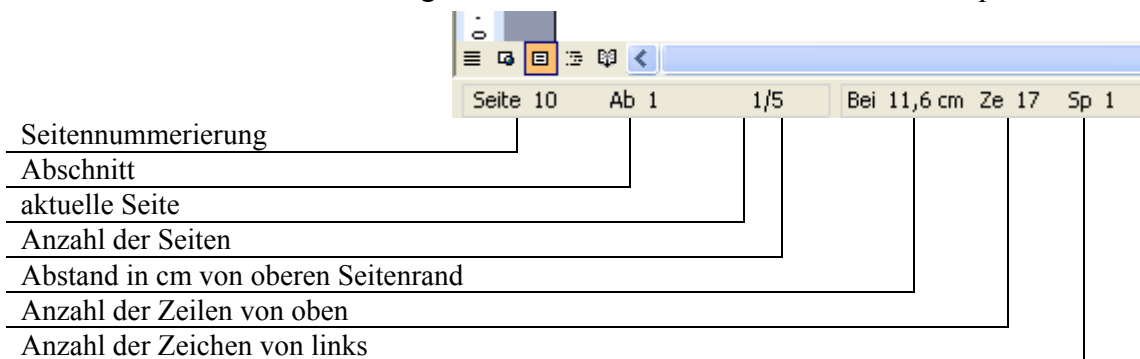 Seite 10 Ab 1 1/5 Bei 11,6 cm Ze 17 Sp 1
Seitennummerierung
Abschnitt
aktuelle Seite
Anzahl der Seiten
Abstand in cm von oberen Seitenrand
Anzahl der Zeilen von oben
Anzahl der Zeichen von links